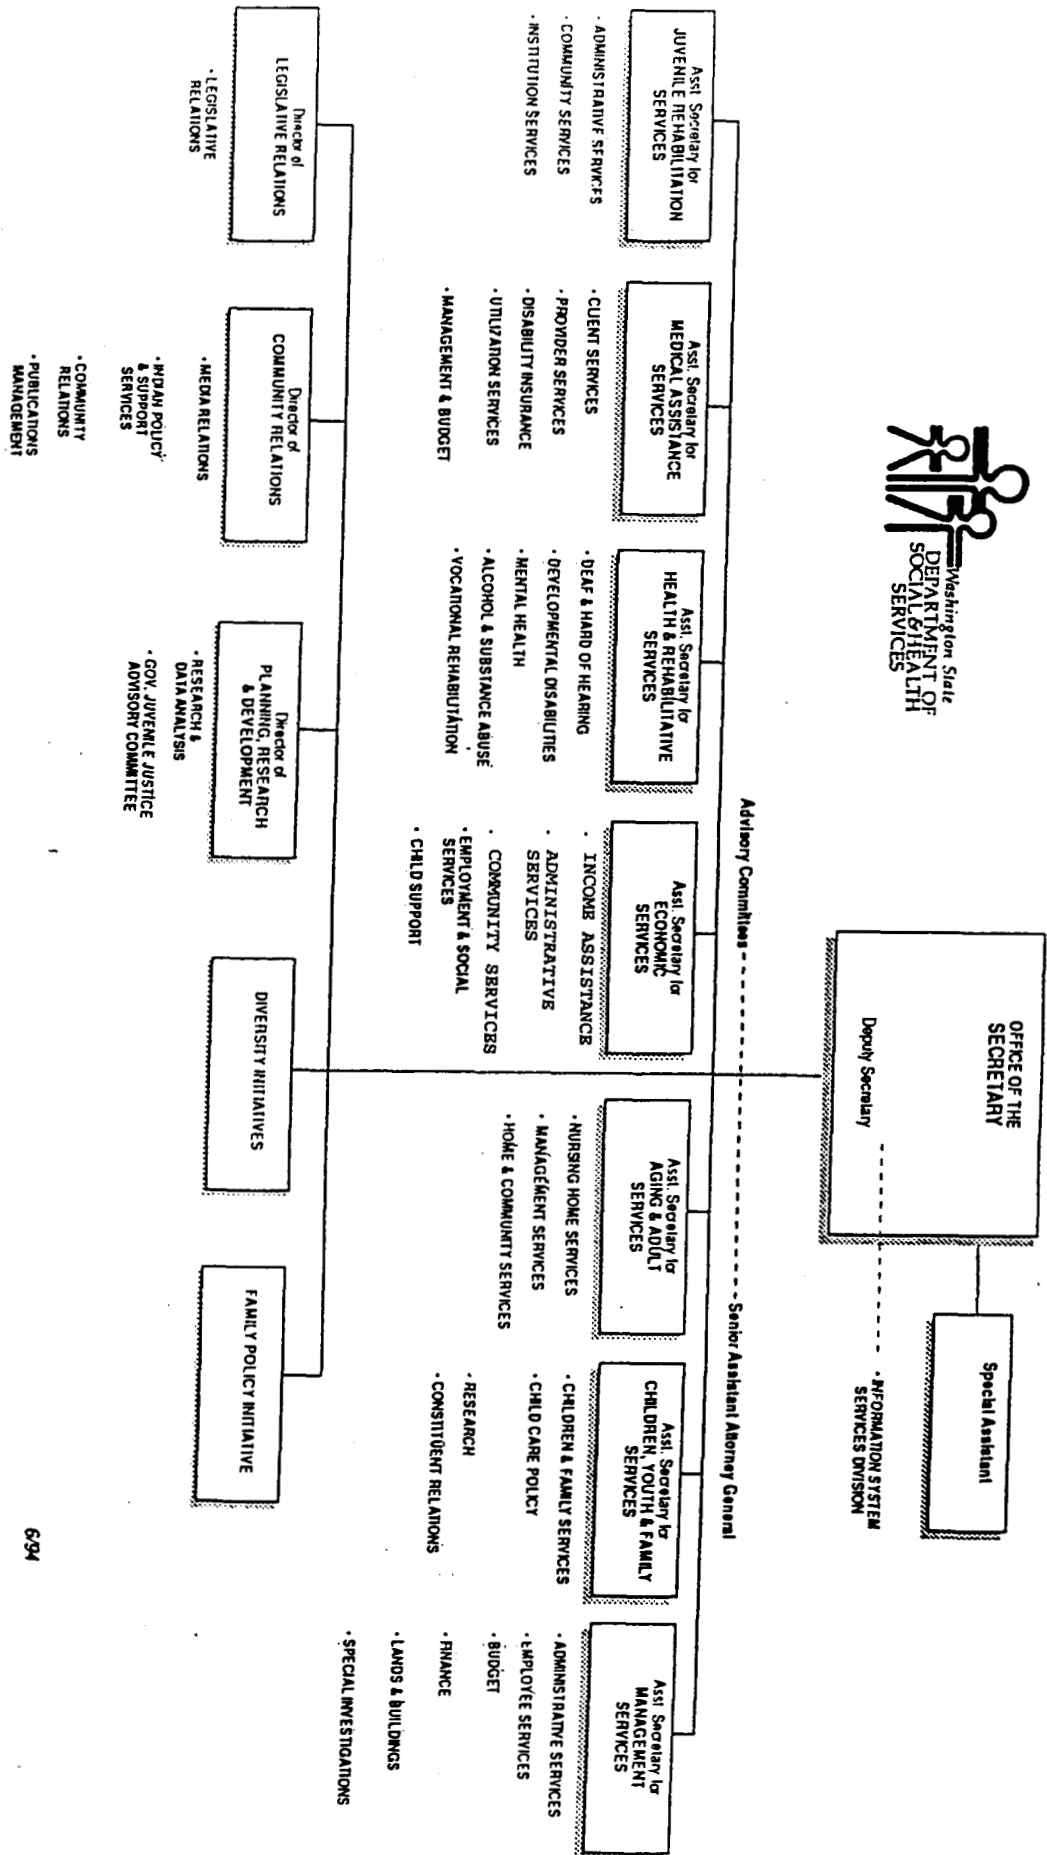 Washington State
DEPARTMENT OF
SOCIAL & HEALTH
SERVICES
OFFICE OF THE
SECRETARY
Deputy Secretary
Special Assistant
• INFORMATION SYSTEM
SERVICES DIVISION
Advisory Committees
Senior Assistant Attorney General
Asst. Secretary for
JUVENILE REHABILITATION
SERVICES
• ADMINISTRATIVE SERVICES
• COMMUNITY SERVICES
• INSTITUTION SERVICES
Asst. Secretary for
MEDICAL ASSISTANCE
SERVICES
• CLIENT SERVICES
• PROVIDER SERVICES
• DISABILITY INSURANCE
• UTILIZATION SERVICES
• MANAGEMENT & BUDGET
Asst. Secretary for
HEALTH & REHABILITATIVE
SERVICES
• DEAF & HARD OF HEARING
• DEVELOPMENTAL DISABILITIES
• MENTAL HEALTH
• ALCOHOL & SUBSTANCE ABUSE
• VOCATIONAL REHABILITATION
Asst. Secretary for
ECONOMIC
SERVICES
• INCOME ASSISTANCE
• ADMINISTRATIVE
SERVICES
• COMMUNITY SERVICES
• EMPLOYMENT & SOCIAL
SERVICES
• CHILD SUPPORT
Asst. Secretary for
AGING & ADULT
SERVICES
• NURSING HOME SERVICES
• MANAGEMENT SERVICES
• HOME & COMMUNITY SERVICES
Asst. Secretary for
CHILDREN, YOUTH & FAMILY
SERVICES
• CHILDREN & FAMILY SERVICES
• CHILD CARE POLICY
• RESEARCH
• CONSTITUENT RELATIONS
Asst Secretary for
MANAGEMENT
SERVICES
• ADMINISTRATIVE SERVICES
• EMPLOYEE SERVICES
• BUDGET
• FINANCE
• LANDS & BUILDINGS
• SPECIAL INVESTIGATIONS
Director of
LEGISLATIVE RELATIONS
• LEGISLATIVE
RELATIONS
Director of
COMMUNITY RELATIONS
• MEDIA RELATIONS
• INDIAN POLICY
& SUPPORT
SERVICES
• COMMUNITY
RELATIONS
• PUBLICATIONS
MANAGEMENT
Director of
PLANNING, RESEARCH
& DEVELOPMENT
• RESEARCH &
DATA ANALYSIS
• GOV. JUVENILE JUSTICE
ADVISORY COMMITTEE
DIVERSITY INITIATIVES
FAMILY POLICY INITIATIVE
6/94